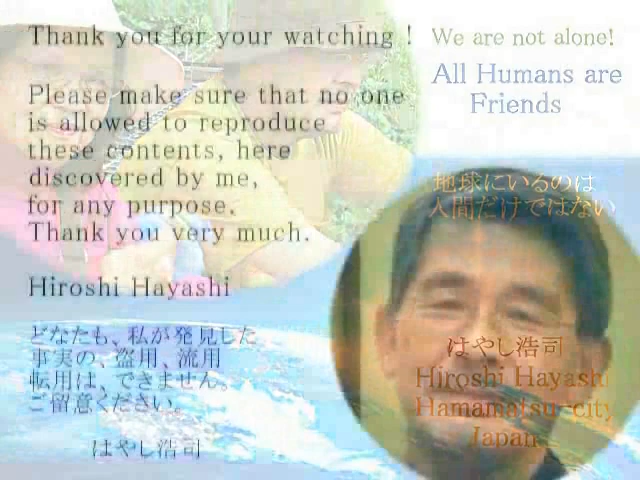 Thank you for your watching !
Please make sure that no one
is allowed to reproduce
these contents, here
discovered by me,
for any purpose.
Thank you very much.
Hiroshi Hayashi
どなたも、私が発見した
事実の、盗用、流用
転用は、できません。
ご留意ください。
はやし浩司
We are not alone!
All Humans are
Friends
地球にいるのは
人間だけではない
はやし浩司
Hiroshi Hayashi
Hamamatsu-city
Japan